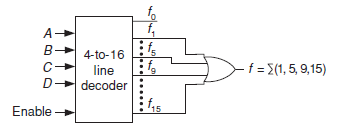 A
B
C
D
Enable
4-to-16
line
decoder
f₀
f₁
f₅
f₉
f₁₅
f = ∑(1, 5, 9,15)